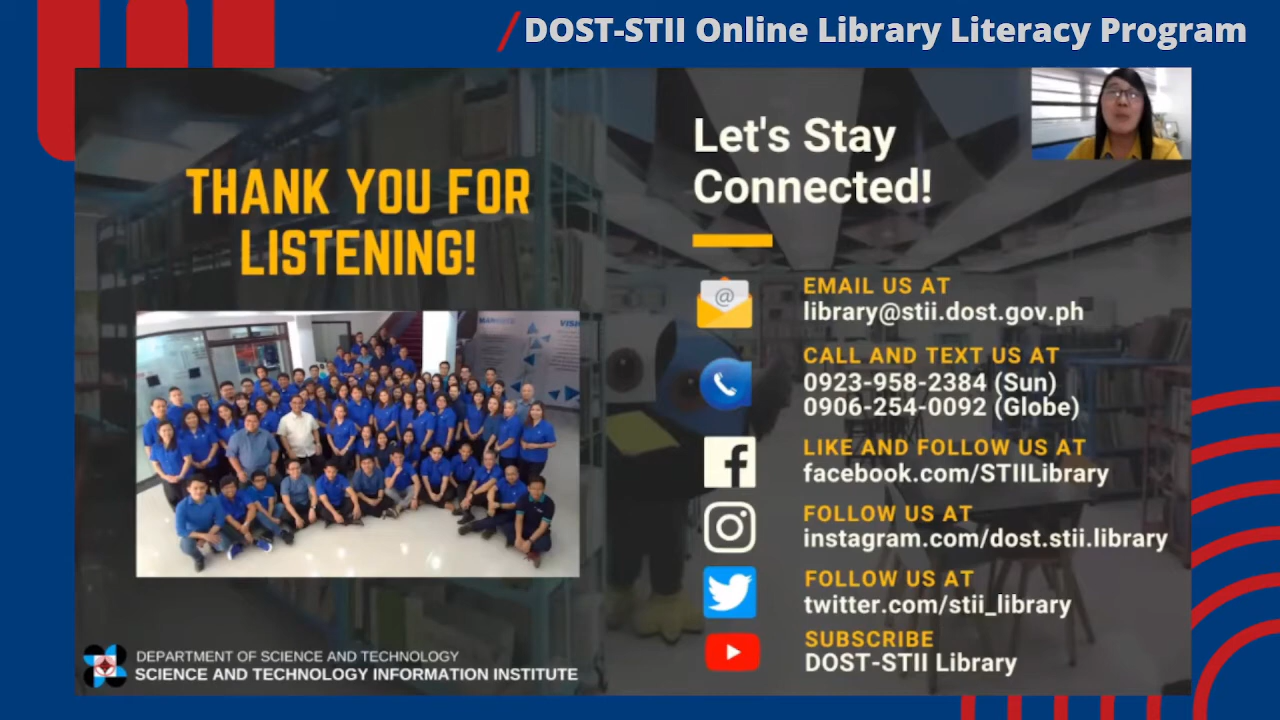 /DOST-STII Online Library Literacy Program
THANK YOU FOR
LISTENING!
MANDATE
VISI
DEPARTMENT OF SCIENCE AND TECHNOLOGY
SCIENCE AND TECHNOLOGY INFORMATION INSTITUTE
Let's Stay
Connected!
@
EMAIL US AT
library@stii.dost.gov.ph
CALL AND TEXT US AT
0923-958-2384 (Sun)
0906-254-0092 (Globe)
LIKE AND FOLLOW US AT
facebook.com/STIILibrary
FOLLOW US AT
instagram.com/dost.stii.library
FOLLOW US AT
twitter.com/stii_library
SUBSCRIBE
DOST-STII Library